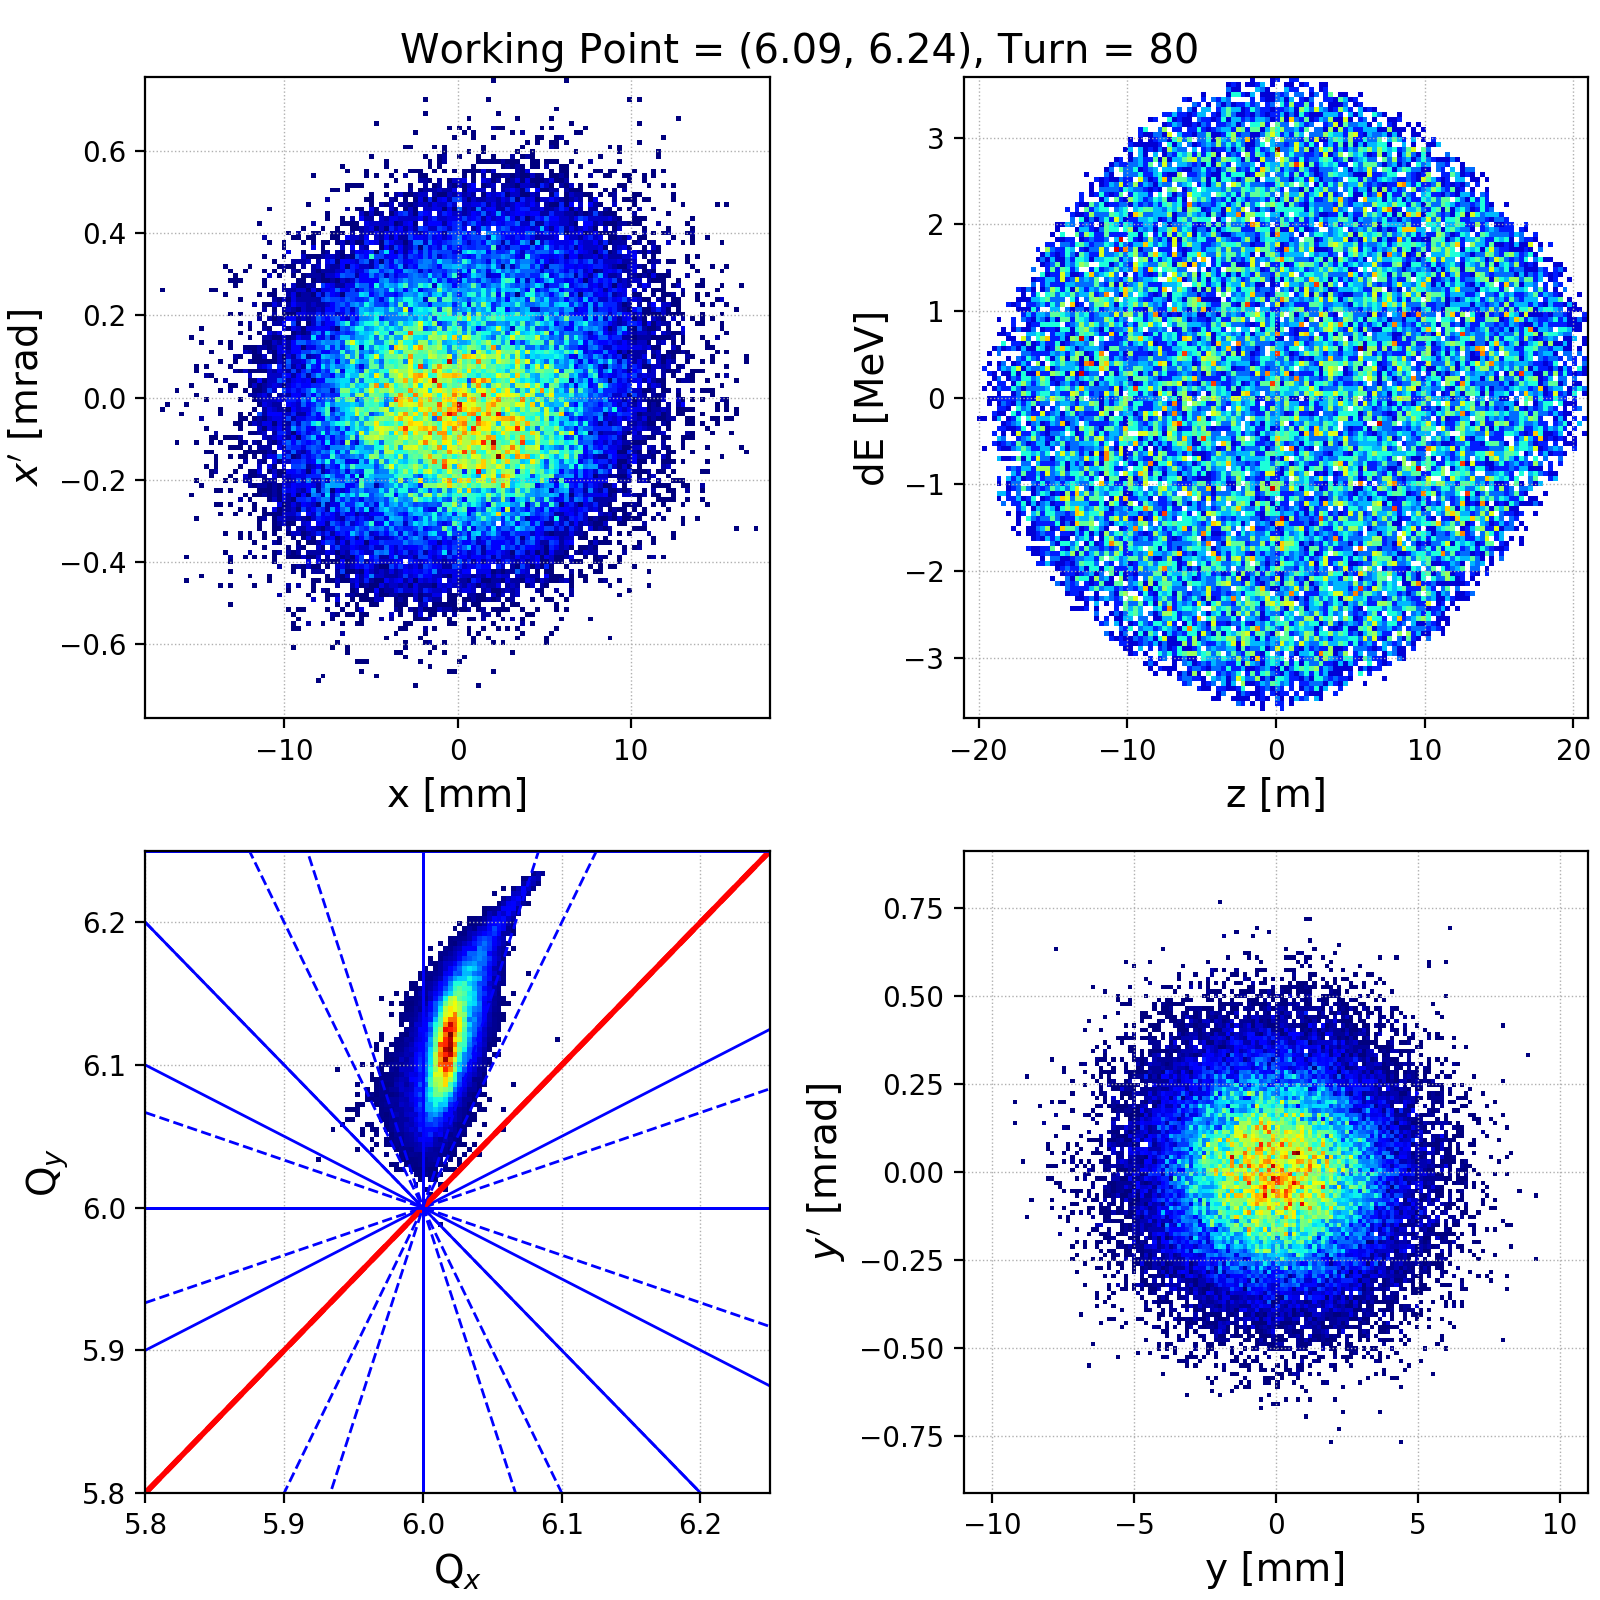 Working Point = (6.09, 6.24), Turn = 80
0.6
0.4
0.2
0.0
−0.2
−0.4
−0.6
x′ [mrad]
−10 0 10
x [mm]
3
2
1
0
−1
−2
−3
dE [MeV]
−20 −10 0 10 20
z [m]
6.2
6.1
6.0
5.9
5.8
Qy
5.8 5.9 6.0 6.1 6.2
Qx
0.75
0.50
0.25
0.00
−0.25
−0.50
−0.75
y′ [mrad]
−10 −5 0 5 10
y [mm]